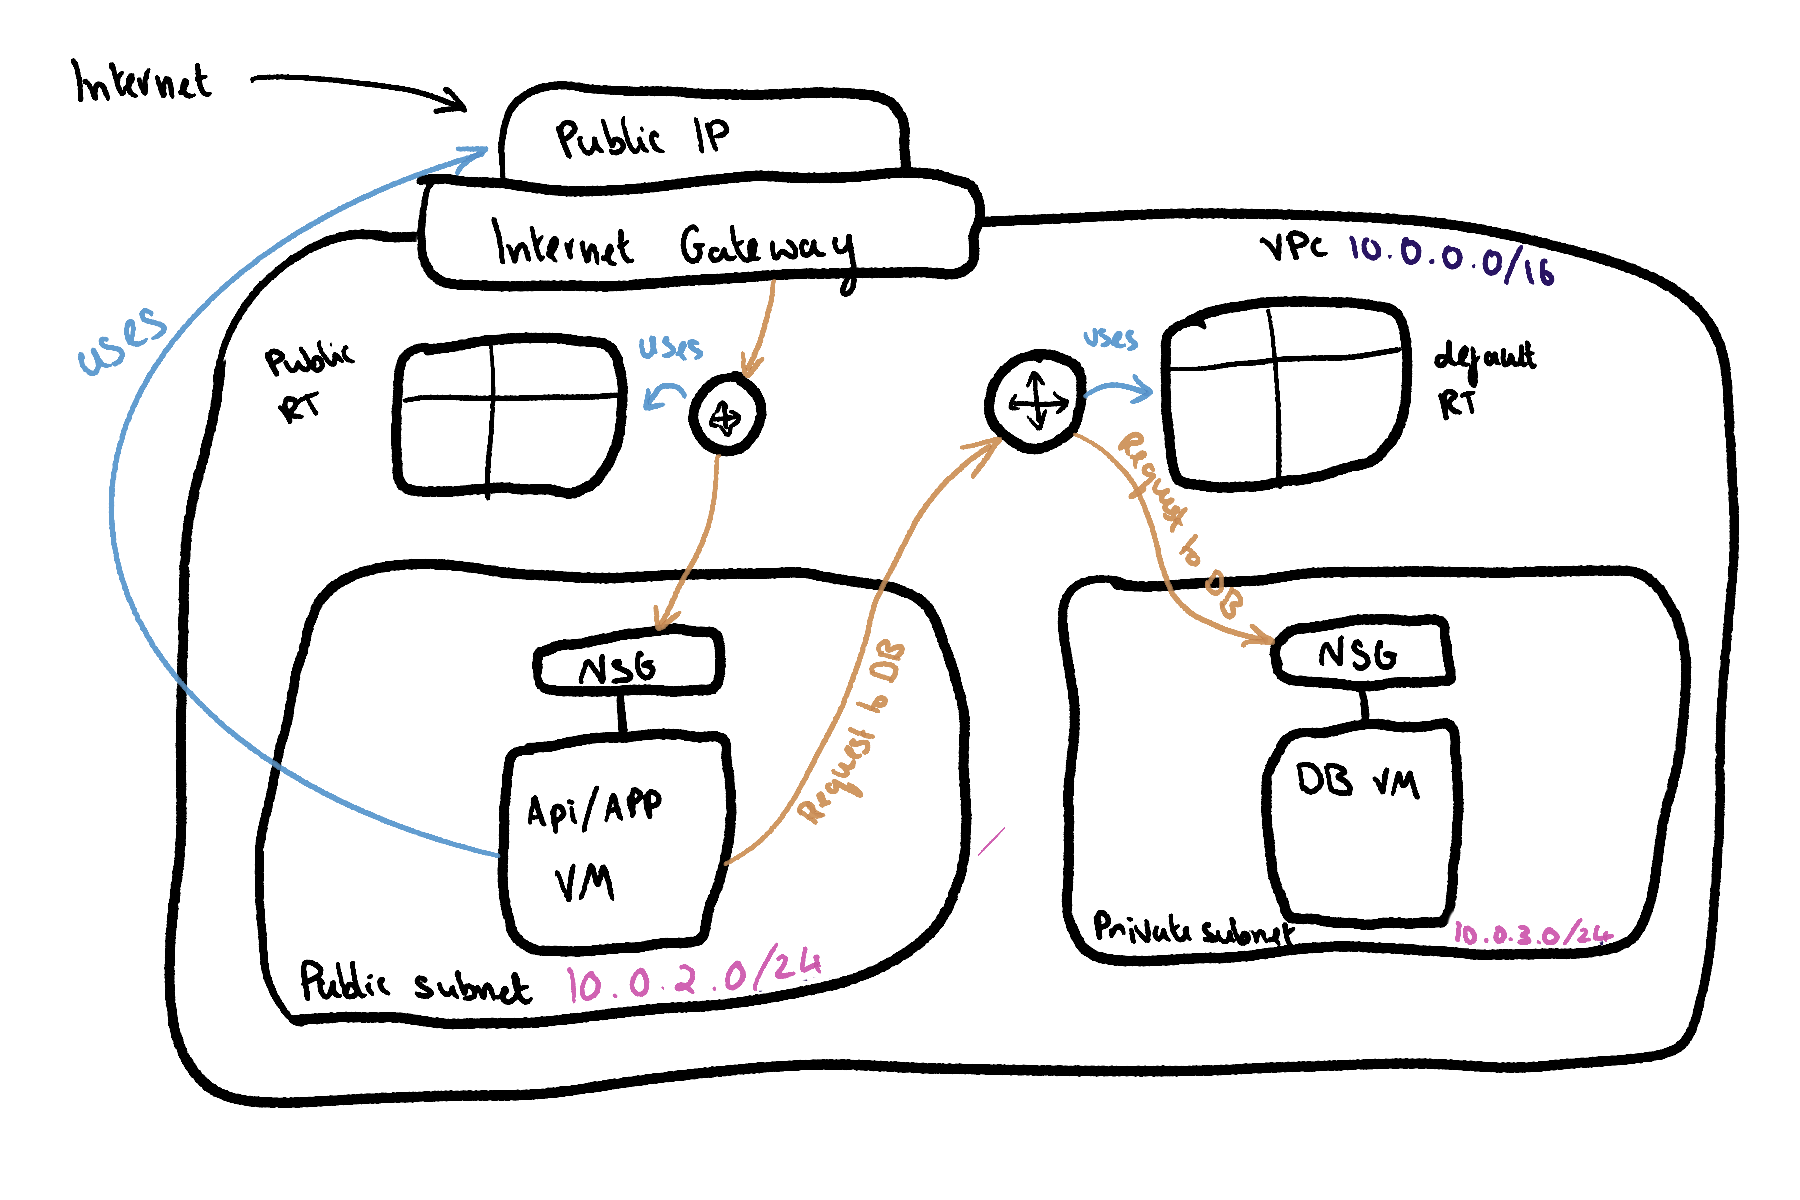 Internet
Public IP
Internet Gateway
VPC 10.0.0.0/16
uses
Public
RT
uses
uses
default
RT
Request to DB
Request to DB
NSG
Api/APP
VM
Public subnet 10.0.2.0/24
NSG
DB VM
Private subnet 10.0.3.0/24